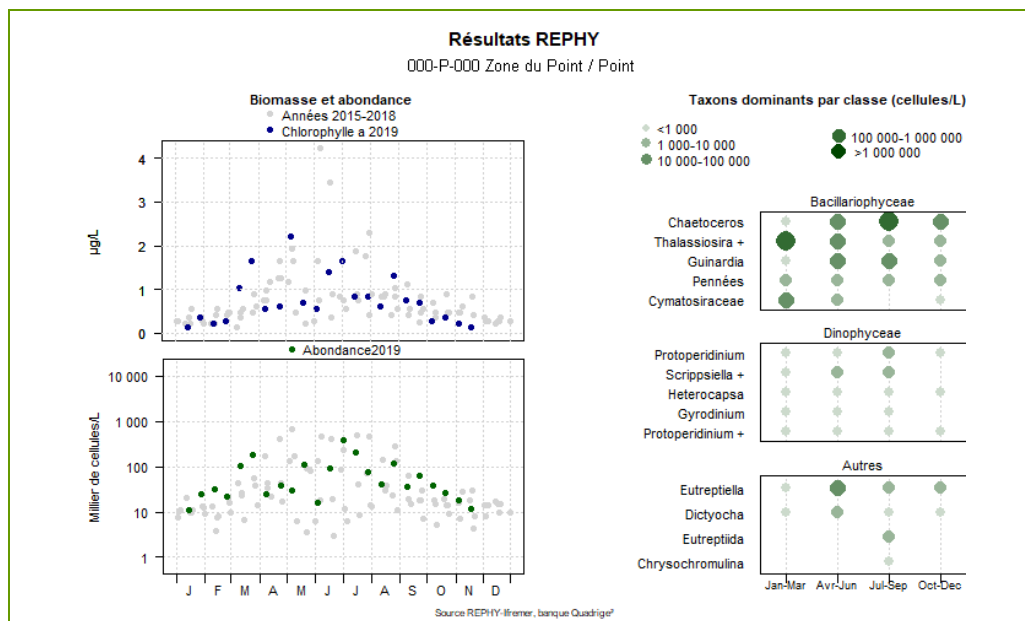 Résultats REPHY
000-P-000 Zone du Point / Point
Biomasse et abondance
Années 2015-2018
Chlorophylle a 2019
µg/L
4
3
2
1
0
Abondance2019
Millier de cellules/L
10 000
1 000
100
10
1
J F M A M J J A S O N D
Taxons dominants par classe (cellules/L)
<1 000
1 000-10 000
10 000-100 000
100 000-1 000 000
>1 000 000
Bacillariophyceae
Chaetoceros
Thalassiosira +
Guinardia
Pennées
Cymatosiraceae
Dinophyceae
Protoperidinium
Scrippsiella +
Heterocapsa
Gyrodinium
Protoperidinium +
Autres
Eutreptiella
Dictyocha
Eutreptiida
Chrysochromulina
Jan-Mar Avr-Jun Jul-Sep Oct-Dec
Source REPHY-Ifremer, banque Quadrige²